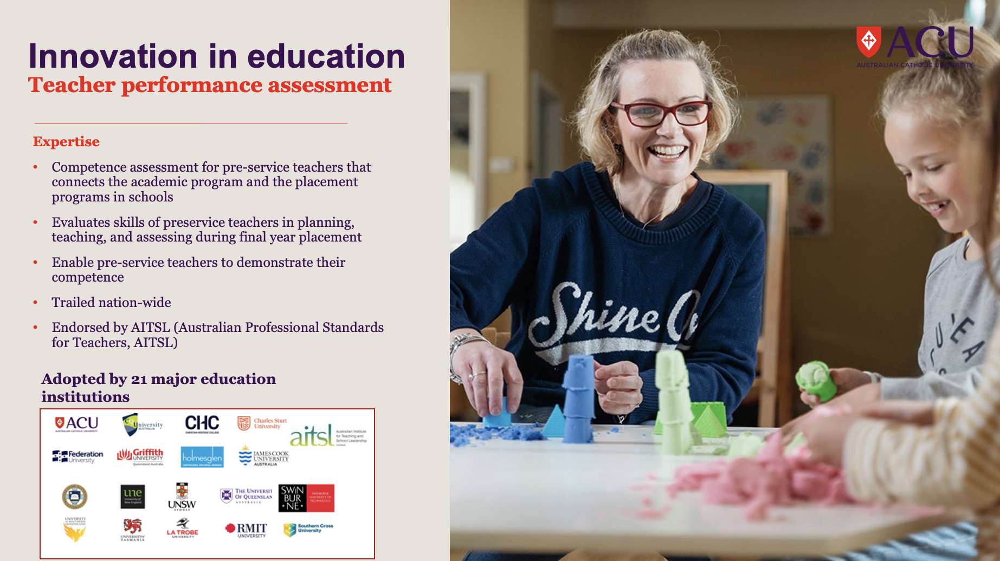 Innovation in education
Teacher performance assessment
Expertise
• Competence assessment for pre-service teachers that
connects the academic program and the placement
programs in schools
• Evaluates skills of preservice teachers in planning,
teaching, and assessing during final year placement
• Enable pre-service teachers to demonstrate their
competence
• Trailed nation-wide
• Endorsed by AITSL (Australian Professional Standards
for Teachers, AITSL)
Adopted by 21 major education
institutions
ACU
AUSTRALIAN CATHOLIC UNIVERSITY
CQUniversity
AUSTRALIA
CHC
CHRISTIAN HERITAGE COLLEGE
Charles Sturt
University
aitsl
Australian Institute
for Teaching and
School Leadership
Limited
Federation
University
Griffith
UNIVERSITY
Queensland, Australia
holmesglen
JAMES COOK
UNIVERSITY
AUSTRALIA
une
University of
New England
UNSW
SYDNEY
THE UNIVERSIT
OF QUEENSLAN
AUSTRALIA
SWIN
BUR
NE
SWINBURNE
UNIVERSITY OF
TECHNOLOGY
UNIVERSITY
OF SOUTHERN
QUEENSLAND
UNIVERSITY of
TASMANIA
LA TROBE
UNIVERSITY
RMIT
UNIVERSITY
Southern Cross
University
ACU
AUSTRALIAN CATHOLIC UNIVERSITY
Shine O